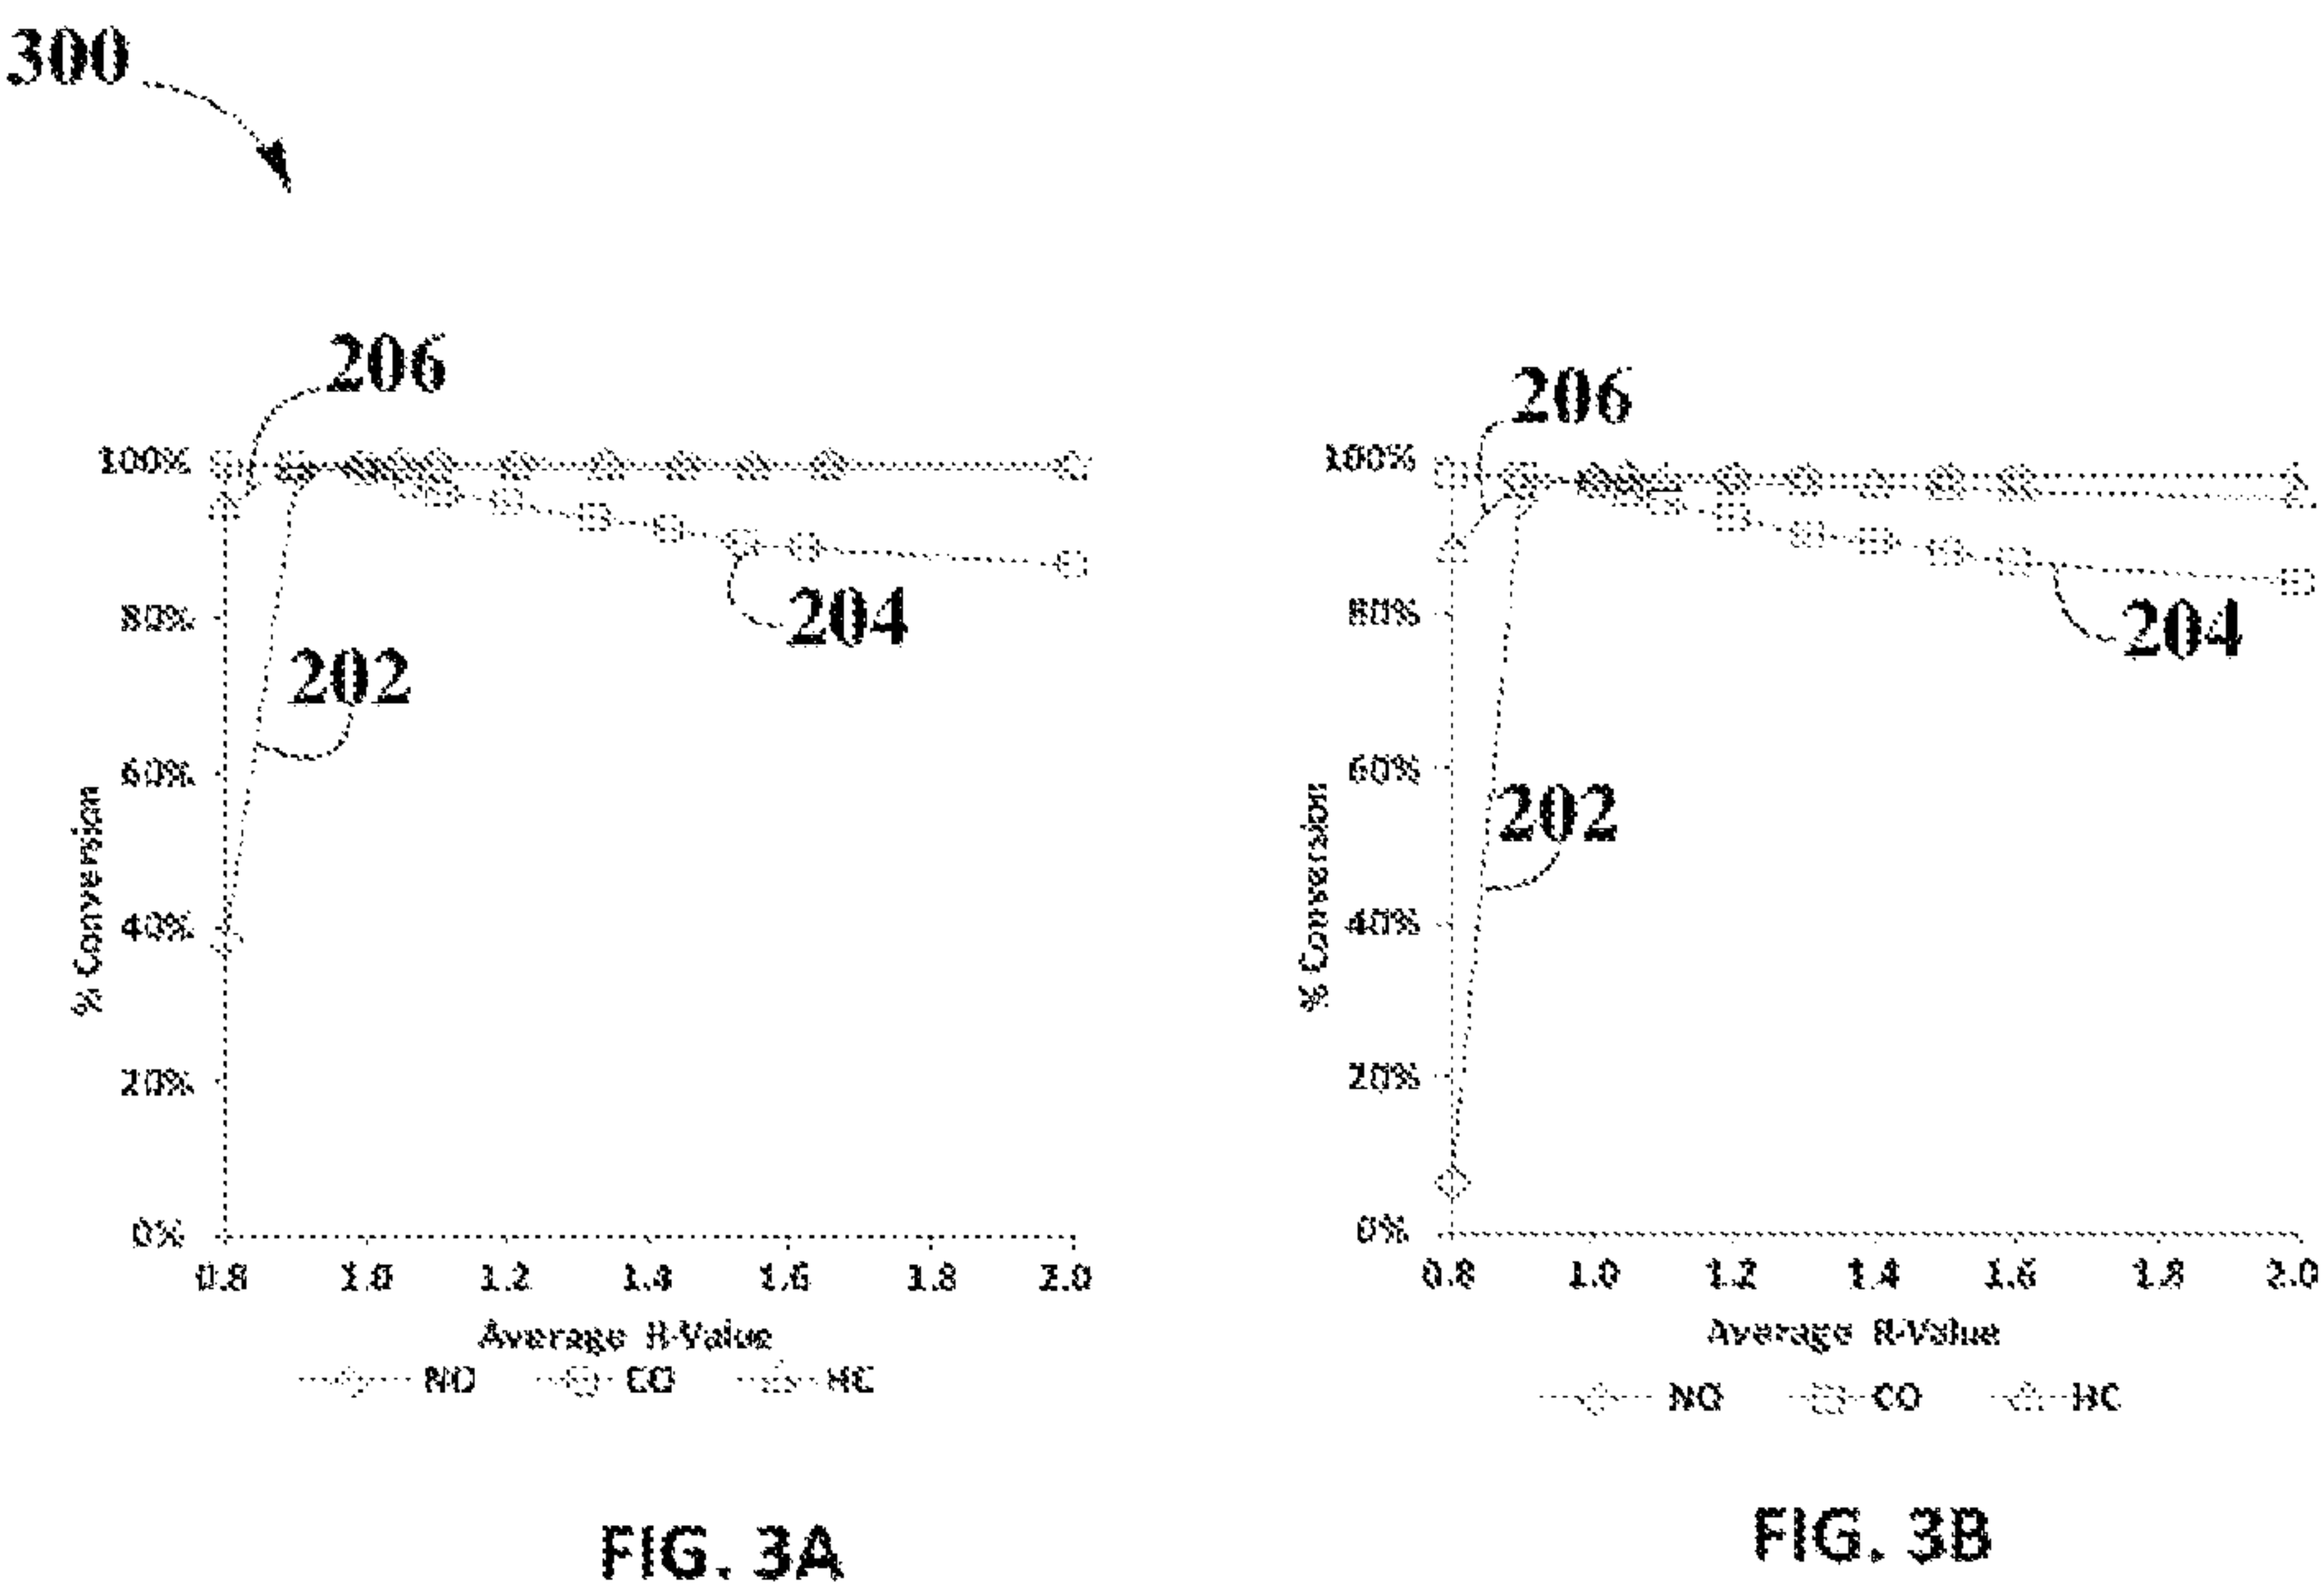 300
206
100%
80%
202
204
60%
40%
20%
0%
% Conversion
0.8 1.0 1.2 1.4 1.6 1.8 2.0
Average R-Value
NO CO HC
FIG. 3A
206
100%
80%
204
60%
202
40%
20%
0%
% Conversion
0.8 1.0 1.2 1.4 1.6 1.8 2.0
Average R-Value
NO CO HC
FIG. 3B